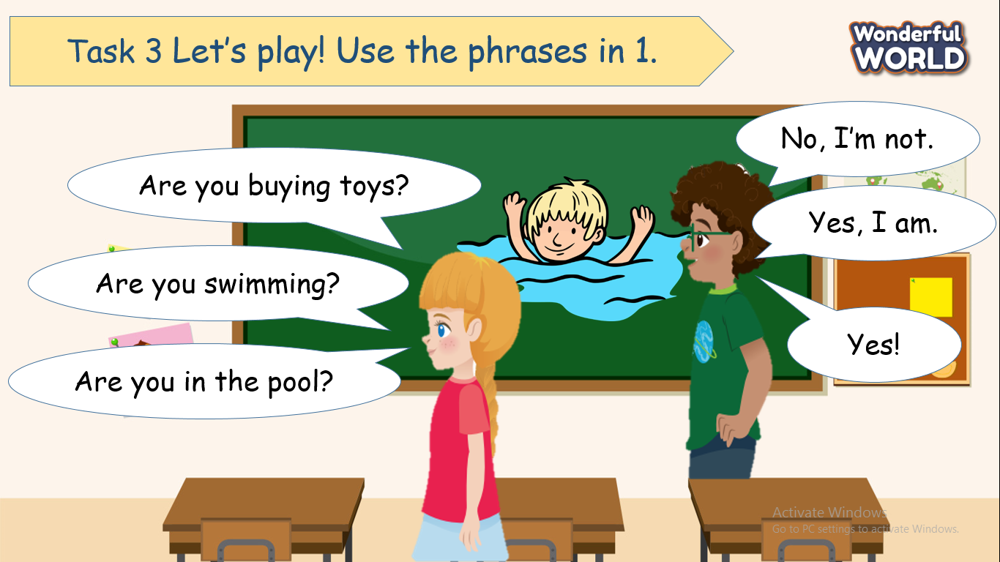 Task 3 Let's play! Use the phrases in 1.
Wonderful
WORLD
Are you buying toys?
No, I'm not.
Are you swimming?
Yes, I am.
Are you in the pool?
Yes!
Activate Windows
Go to PC settings to activate Windows.